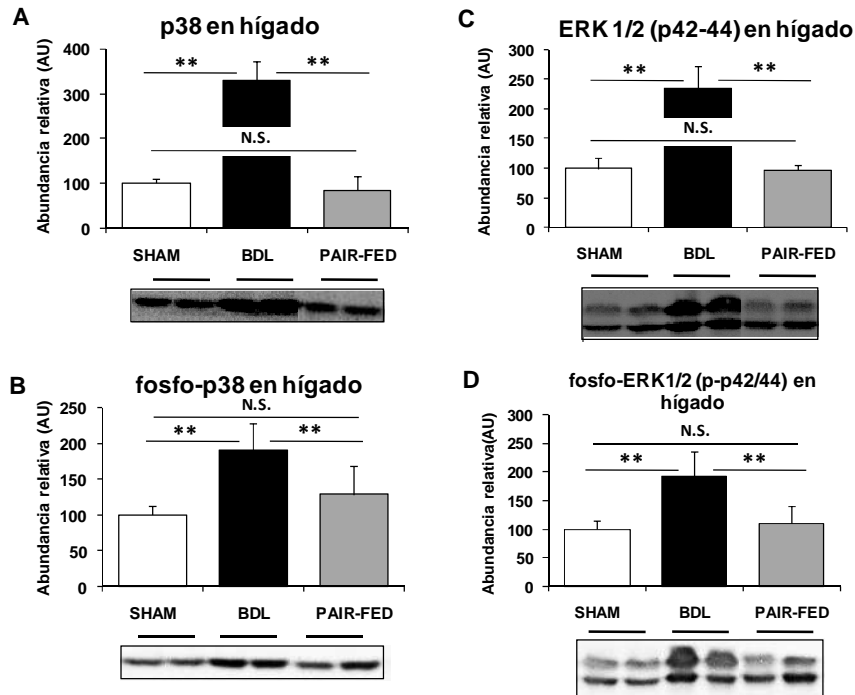 A
p38 en hígado
Abundancia relativa (AU)
400
300
200
100
0
** **
N.S.
SHAM BDL PAIR-FED
B
fosfo-p38 en hígado
Abundancia relativa (AU)
250
200
150
100
50
0
N.S.
** **
SHAM BDL PAIR-FED
C
ERK 1/2 (p42-44) en hígado
Abundancia relativa (AU)
300
250
200
150
100
50
0
** **
N.S.
SHAM BDL PAIR-FED
D
fosfo-ERK1/2 (p-p42/44) en
hígado
Abundancia relativa(AU)
300
250
200
150
100
50
0
N.S.
** **
SHAM BDL PAIR-FED